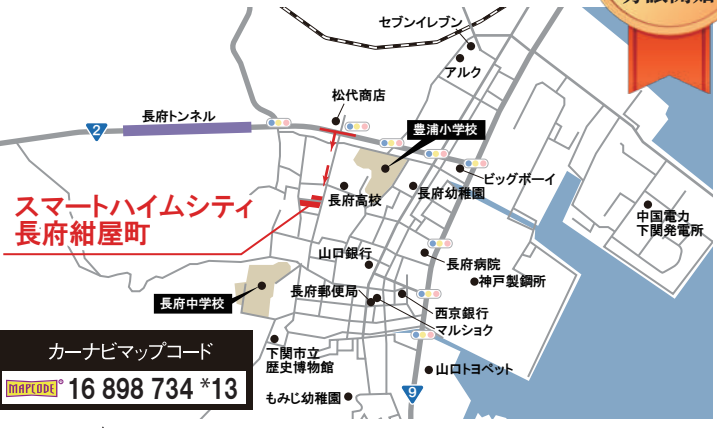 セブンイレブン
アルク
松代商店
長府トンネル
2
豊浦小学校
ビッグボーイ
長府高校
長府幼稚園
スマートハイムシティ
長府紺屋町
中国電力
下関発電所
山口銀行
長府病院
神戸製鋼所
長府中学校
長府郵便局
西京銀行
マルショク
カーナビマップコード
MAPCODE® 16 898 734 *13
下関市立
歴史博物館
山口トヨペット
9
もみじ幼稚園